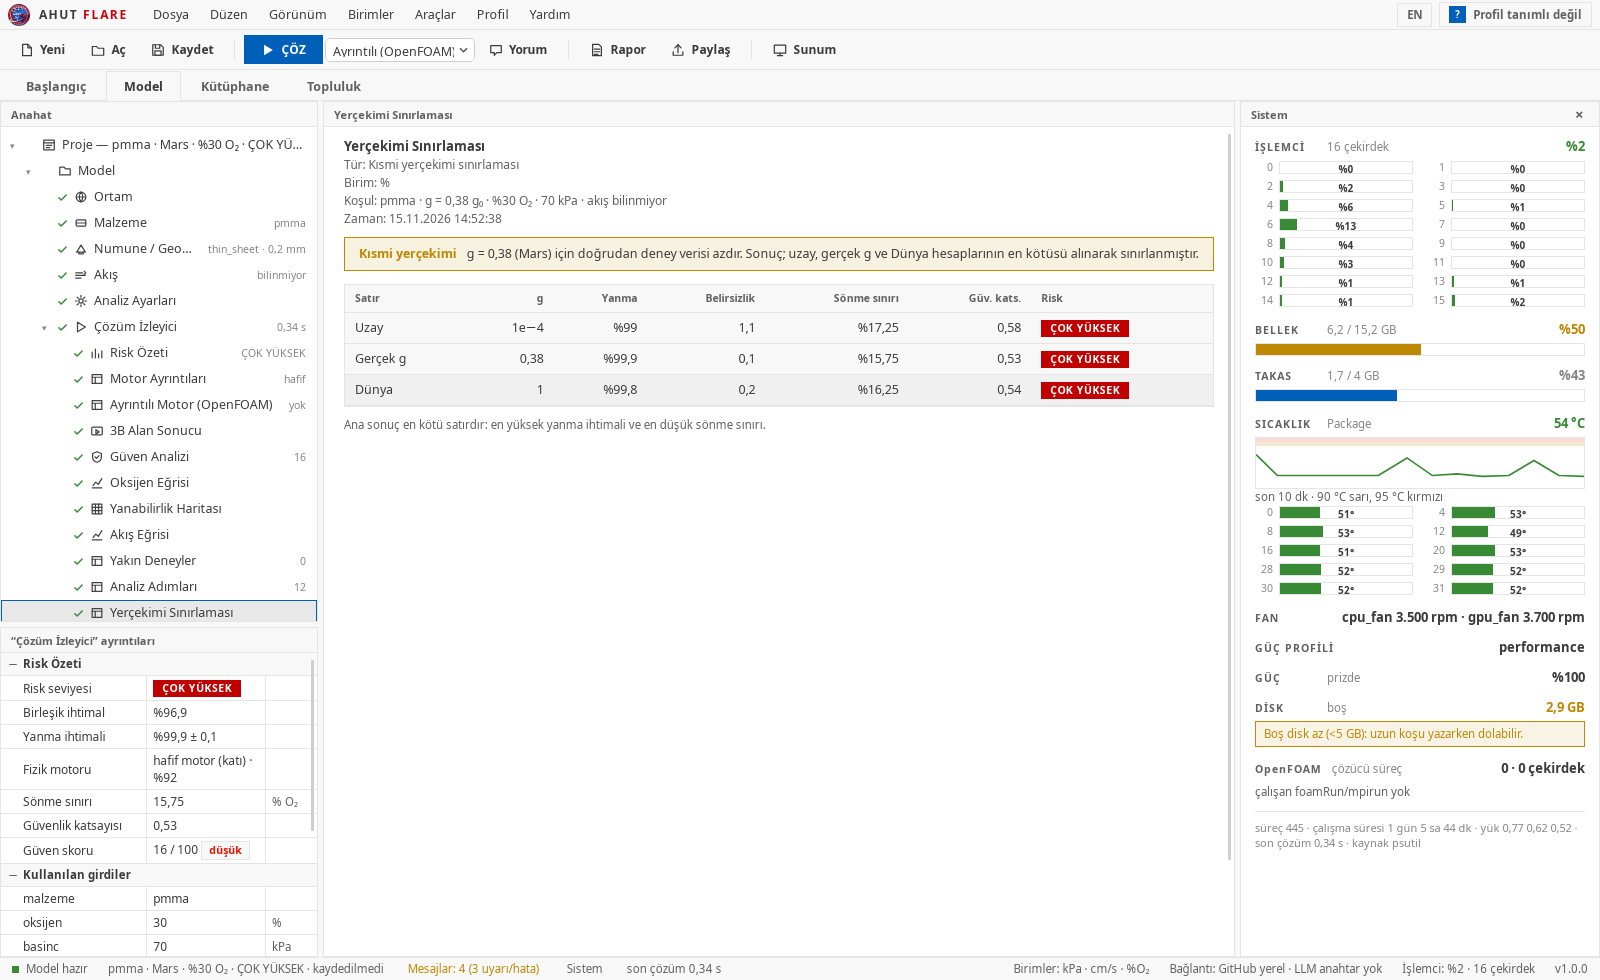 AHUT FLARE Dosya Düzen Görünüm Birimler Araçlar Profil Yardım EN ? Profil tanımlı değil
Yeni Aç Kaydet ÇÖZ Ayrıntılı (OpenFOAM) Yorum Rapor Paylaş Sunum
Başlangıç Model Kütüphane Topluluk
Anahat
Proje — pmma · Mars · %30 O₂ · ÇOK YÜ...
Model
Ortam
Malzeme pmma
Numune / Geo... thin_sheet · 0,2 mm
Akış bilinmiyor
Analiz Ayarları
Çözüm İzleyici 0,34 s
Risk Özeti ÇOK YÜKSEK
Motor Ayrıntıları hafif
Ayrıntılı Motor (OpenFOAM) yok
3B Alan Sonucu
Güven Analizi 16
Oksijen Eğrisi
Yanabilirlik Haritası
Akış Eğrisi
Yakın Deneyler 0
Analiz Adımları 12
Yerçekimi Sınırlaması
“Çözüm İzleyici” ayrıntıları
— Risk Özeti
Risk seviyesi ÇOK YÜKSEK
Birleşik ihtimal %96,9
Yanma ihtimali %99,9 ± 0,1
Fizik motoru hafif motor (katı) ·
%92
Sönme sınırı 15,75 % O₂
Güvenlik katsayısı 0,53
Güven skoru 16 / 100 düşük
— Kullanılan girdiler
malzeme pmma
oksijen 30 %
basinc 70 kPa
Yerçekimi Sınırlaması
Yerçekimi Sınırlaması
Tür: Kısmi yerçekimi sınırlaması
Birim: %
Koşul: pmma · g = 0,38 g₀ · %30 O₂ · 70 kPa · akış bilinmiyor
Zaman: 15.11.2026 14:52:38
Kısmi yerçekimi g = 0,38 (Mars) için doğrudan deney verisi azdır. Sonuç; uzay, gerçek g ve Dünya hesaplarının en kötüsü alınarak sınırlanmıştır.
Satır g Yanma Belirsizlik Sönme sınırı Güv. kats. Risk
Uzay 1e−4 %99 1,1 %17,25 0,58 ÇOK YÜKSEK
Gerçek g 0,38 %99,9 0,1 %15,75 0,53 ÇOK YÜKSEK
Dünya 1 %99,8 0,2 %16,25 0,54 ÇOK YÜKSEK
Ana sonuç en kötü satırdır: en yüksek yanma ihtimali ve en düşük sönme sınırı.
Sistem ×
İŞLEMCİ 16 çekirdek %2
0 %0 1 %0
2 %2 3 %0
4 %6 5 %1
6 %13 7 %0
8 %4 9 %0
10 %3 11 %0
12 %1 13 %1
14 %1 15 %2
BELLEK 6,2 / 15,2 GB %50
TAKAS 1,7 / 4 GB %43
SICAKLIK Package 54 °C
son 10 dk · 90 °C sarı, 95 °C kırmızı
0 51° 4 53°
8 53° 12 49°
16 51° 20 53°
28 52° 29 52°
30 52° 31 52°
FAN cpu_fan 3.500 rpm · gpu_fan 3.700 rpm
GÜÇ PROFİLİ performance
GÜÇ prizde %100
DİSK boş 2,9 GB
Boş disk az (<5 GB): uzun koşu yazarken dolabilir.
OpenFOAM çözücü süreç 0 · 0 çekirdek
çalışan foamRun/mpirun yok
süreç 445 · çalışma süresi 1 gün 5 sa 44 dk · yük 0,77 0,62 0,52 ·
son çözüm 0,34 s · kaynak psutil
Model hazır pmma · Mars · %30 O₂ · ÇOK YÜKSEK · kaydedilmedi Mesajlar: 4 (3 uyarı/hata) Sistem son çözüm 0,34 s Birimler: kPa · cm/s · %O₂ Bağlantı: GitHub yerel · LLM anahtar yok İşlemci: %2 · 16 çekirdek v1.0.0